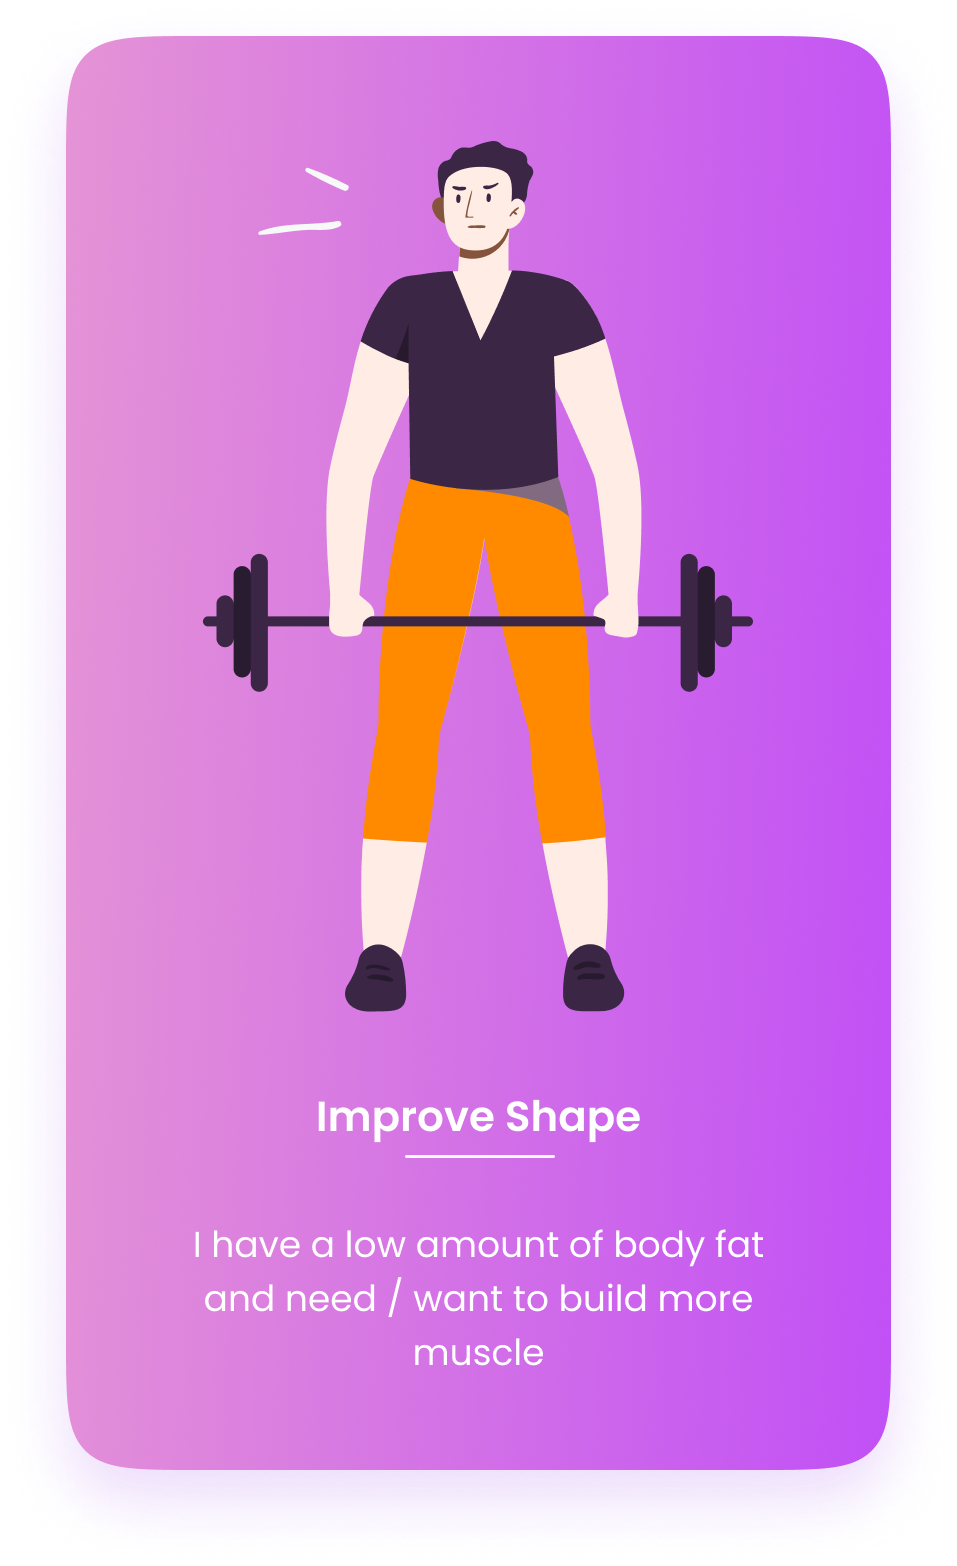 Improve Shape
I have a low amount of body fat
and need / want to build more
muscle